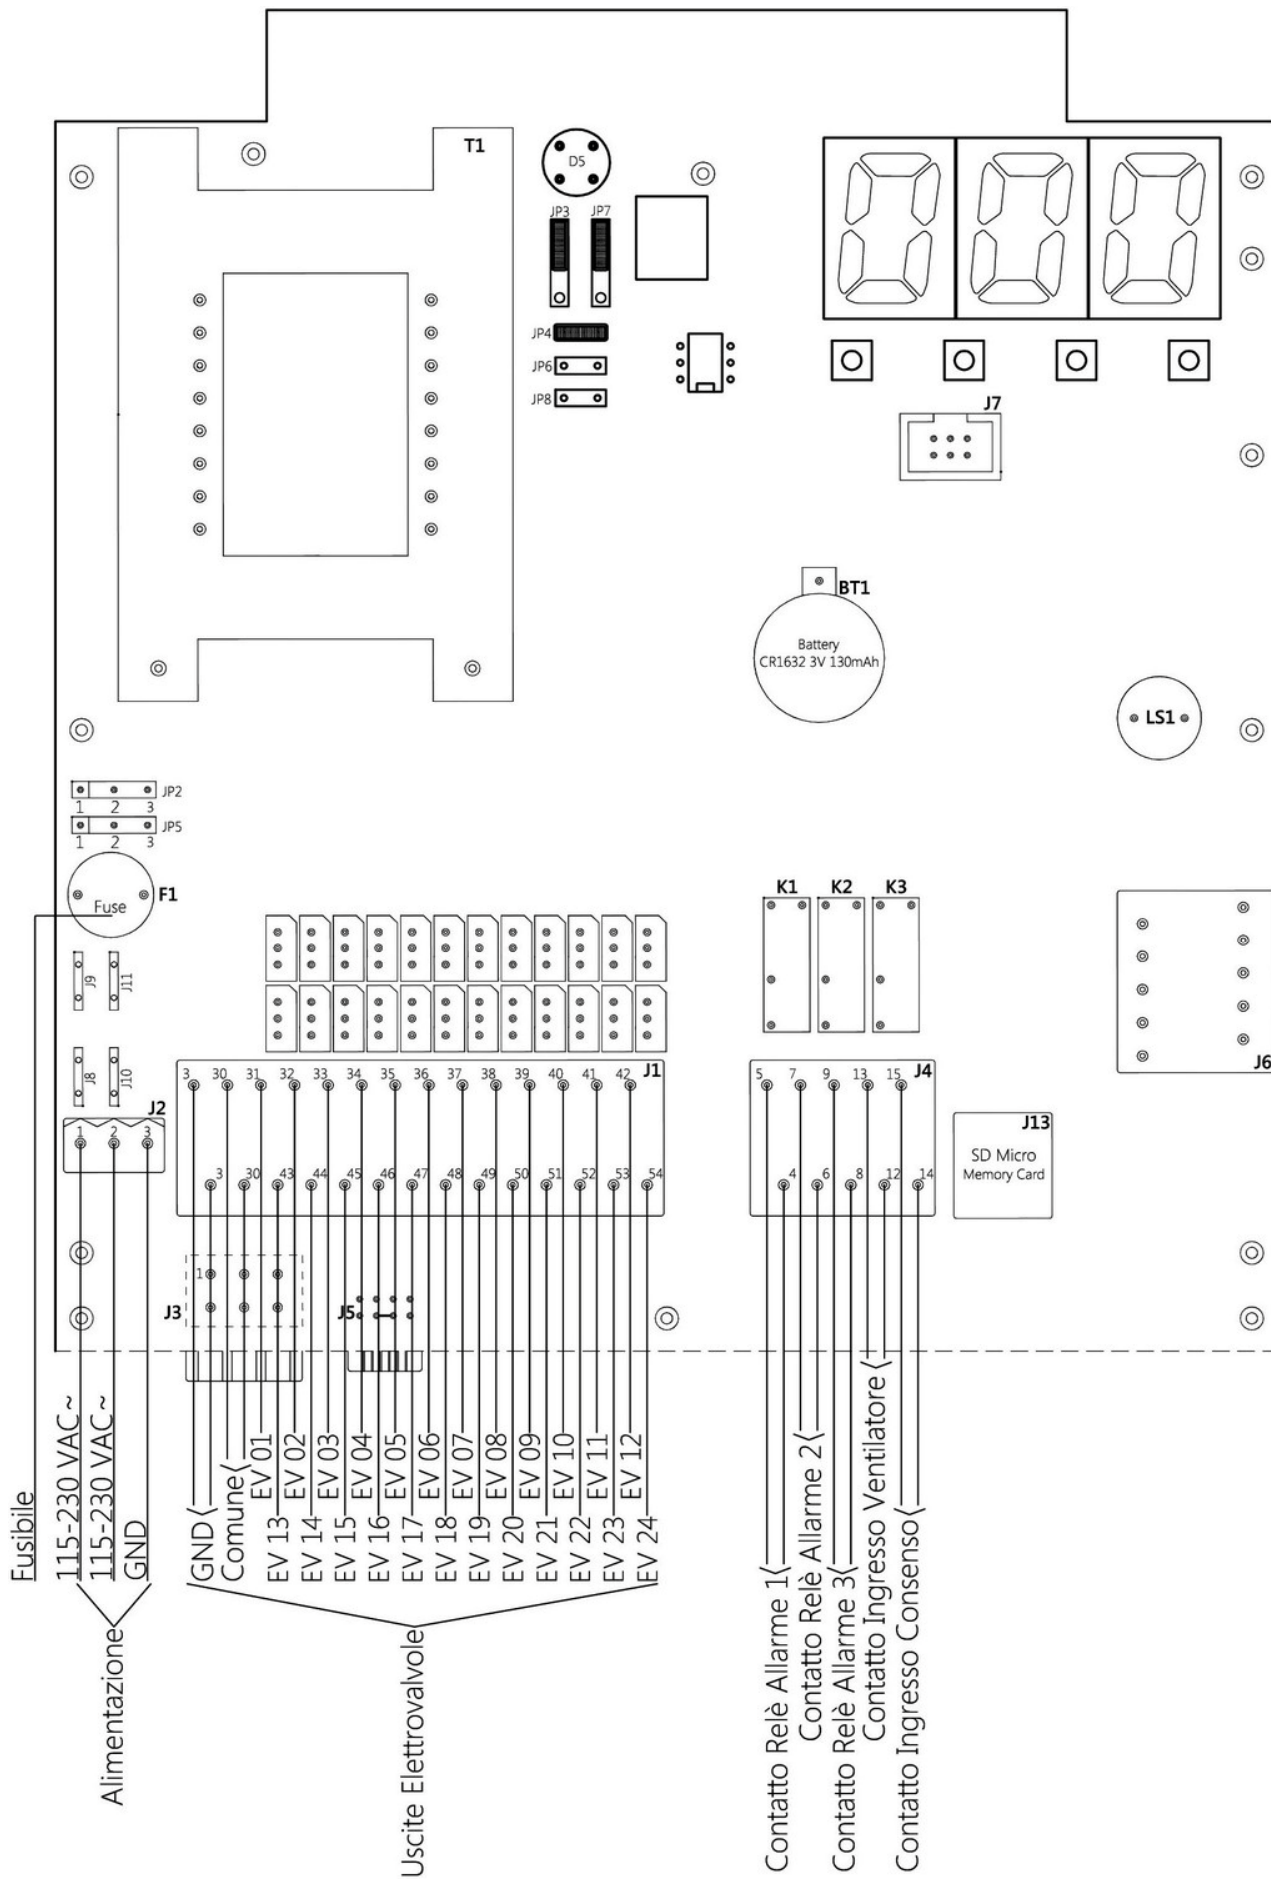 T1
D5
JP3
JP7
JP4
JP6
JP8
J7
BT1
Battery
CR1632 3V 130mAh
LS1
JP2
1 2 3
JP5
1 2 3
F1
Fuse
K1 K2 K3
J9
J11
J8
J10
J2
1 2 3
J1
3 30 31 32 33 34 35 36 37 38 39 40 41 42
3 30 43 44 45 46 47 48 49 50 51 52 53 54
J4
5 7 9 13 15
4 6 8 12 14
J6
J13
SD Micro
Memory Card
J3
1
J5
Fusibile
115-230 VAC~
115-230 VAC~
GND
Alimentazione
GND
Comune
EV 01
EV 02
EV 03
EV 04
EV 05
EV 06
EV 07
EV 08
EV 09
EV 10
EV 11
EV 12
EV 13
EV 14
EV 15
EV 16
EV 17
EV 18
EV 19
EV 20
EV 21
EV 22
EV 23
EV 24
Uscite Elettrovalvole
Contatto Relè Allarme 1
Contatto Relè Allarme 2
Contatto Relè Allarme 3
Contatto Ingresso Ventilatore
Contatto Ingresso Consenso